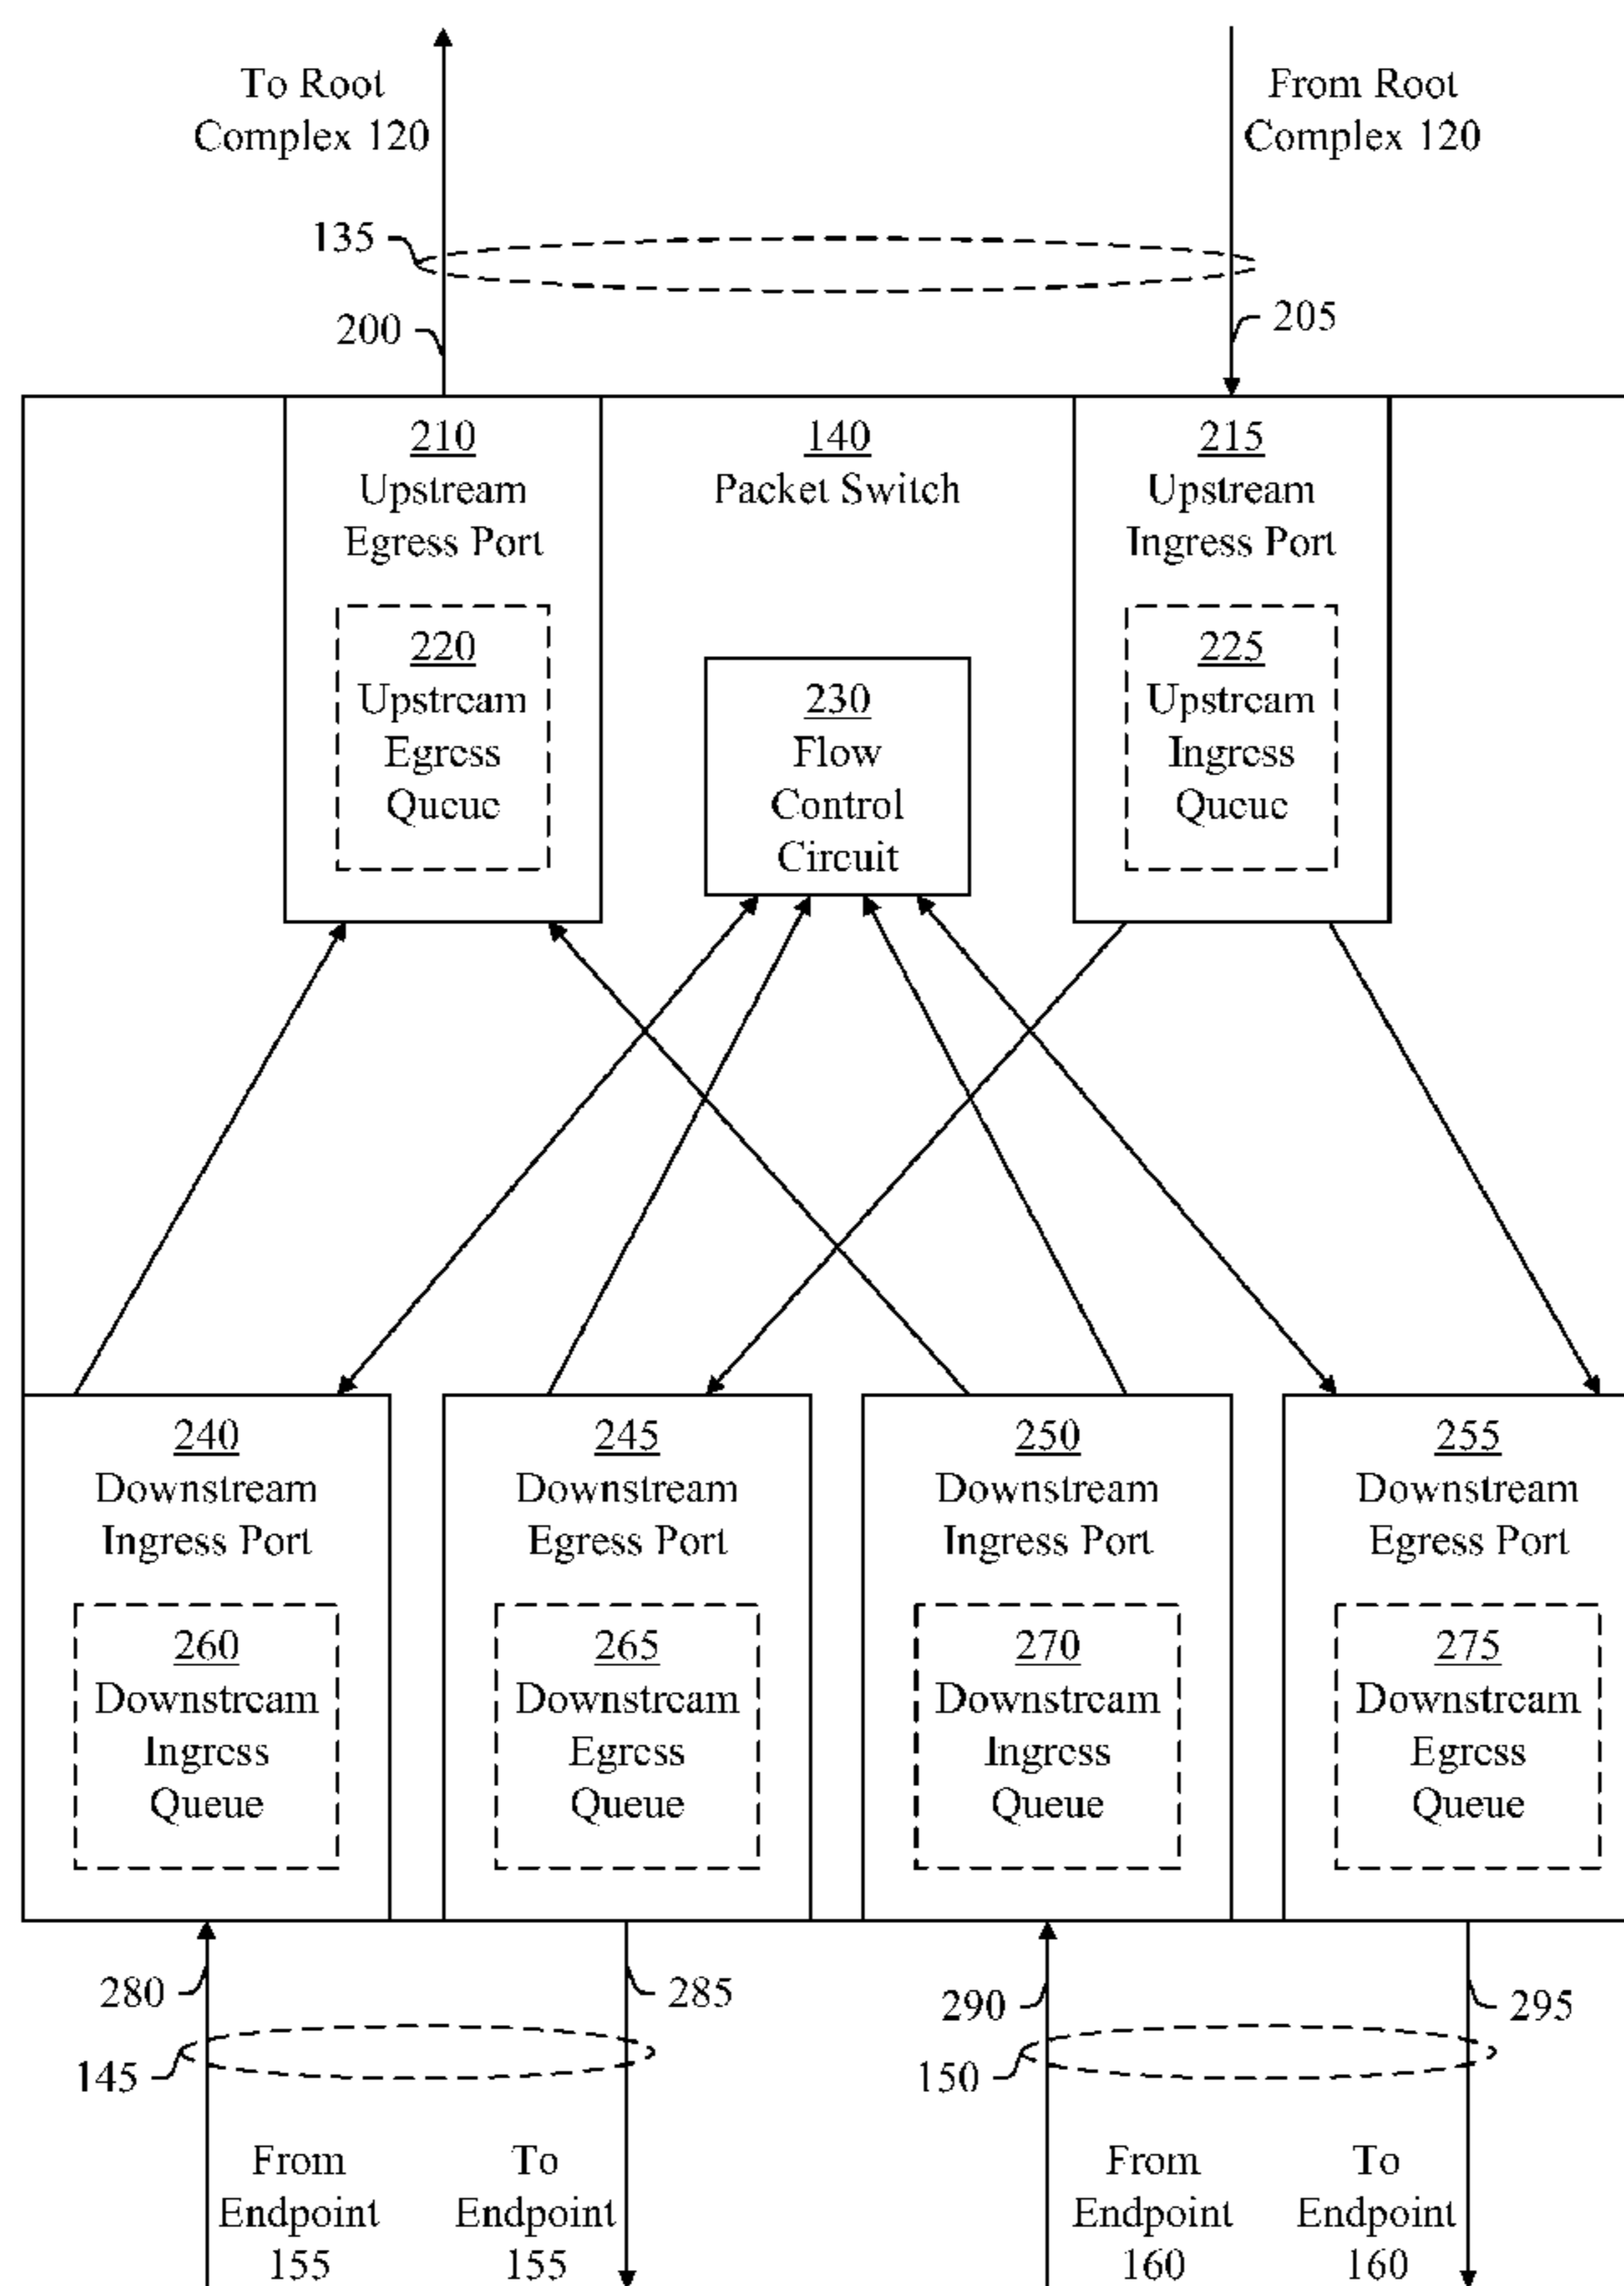 To Root
Complex 120
From Root
Complex 120
135
200
205
210
Upstream
Egress Port
140
Packet Switch
215
Upstream
Ingress Port
220
Upstream
Egress
Queue
230
Flow
Control
Circuit
225
Upstream
Ingress
Queue
240
Downstream
Ingress Port
245
Downstream
Egress Port
250
Downstream
Ingress Port
255
Downstream
Egress Port
260
Downstream
Ingress
Queue
265
Downstream
Egress
Queue
270
Downstream
Ingress
Queue
275
Downstream
Egress
Queue
280
285
290
295
145
150
From
Endpoint
155
To
Endpoint
155
From
Endpoint
160
To
Endpoint
160